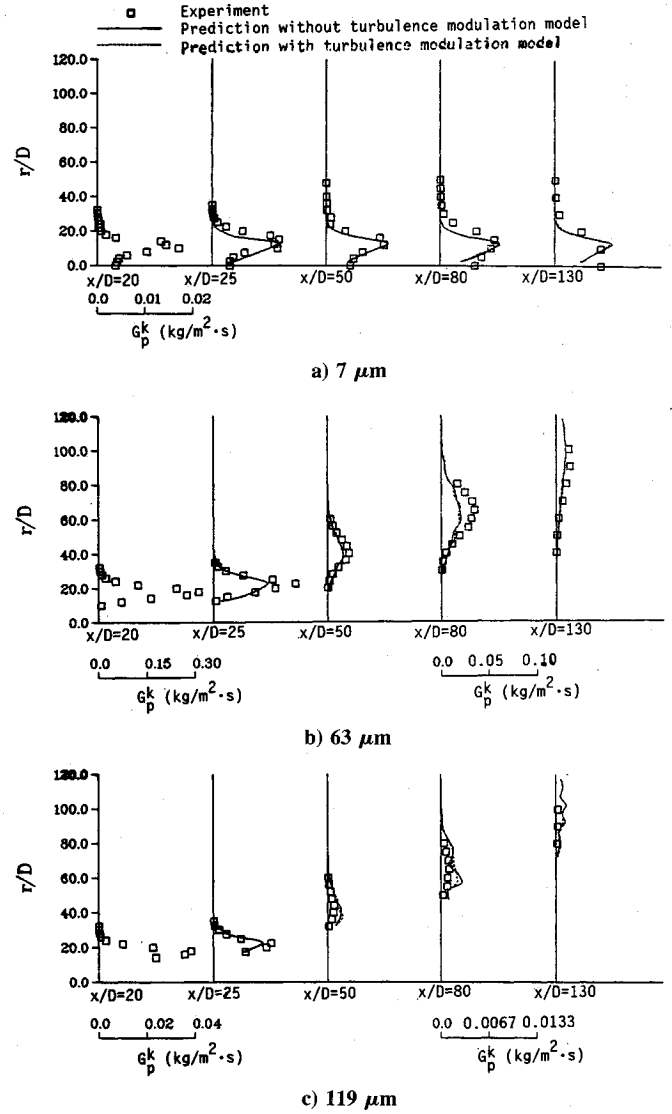 Experiment
Prediction without turbulence modulation model
Prediction with turbulence modulation model
120.0
100.0
80.0
60.0
40.0
20.0
0.0
r/D
x/D=20 x/D=25 x/D=50 x/D=80 x/D=130
0.0 0.01 0.02
G_p^k (kg/m²·s)
a) 7 μm
120.0
100.0
80.0
60.0
40.0
20.0
0.0
r/D
x/D=20 x/D=25 x/D=50 x/D=80 x/D=130
0.0 0.15 0.30 0.0 0.05 0.10
G_p^k (kg/m²·s) G_p^k (kg/m²·s)
b) 63 μm
120.0
100.0
80.0
60.0
40.0
20.0
0.0
r/D
x/D=20 x/D=25 x/D=50 x/D=80 x/D=130
0.0 0.02 0.04 0.0 0.0067 0.0133
G_p^k (kg/m²·s) G_p^k (kg/m²·s)
c) 119 μm